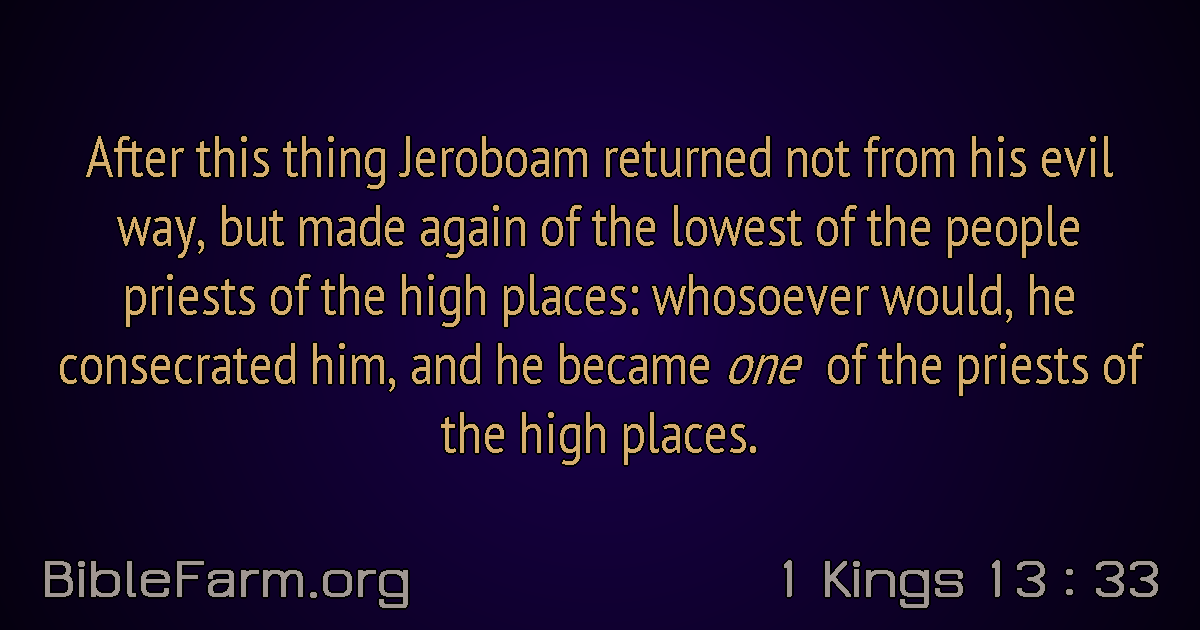 After this thing Jeroboam returned not from his evil
way, but made again of the lowest of the people
priests of the high places: whosoever would, he
consecrated him, and he became one of the priests of
the high places.
BibleFarm.org
1 Kings 13 : 33